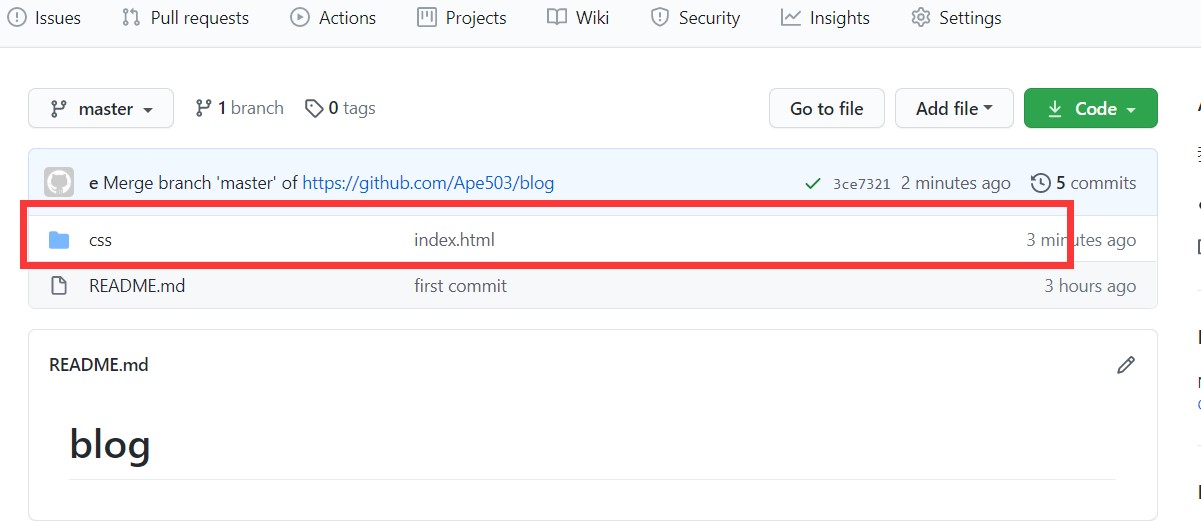 Issues Pull requests Actions Projects Wiki Security Insights Settings
master 1 branch 0 tags Go to file Add file Code
e Merge branch 'master' of https://github.com/Ape503/blog 3ce7321 2 minutes ago 5 commits
css index.html 3 minutes ago
README.md first commit 3 hours ago
README.md
blog